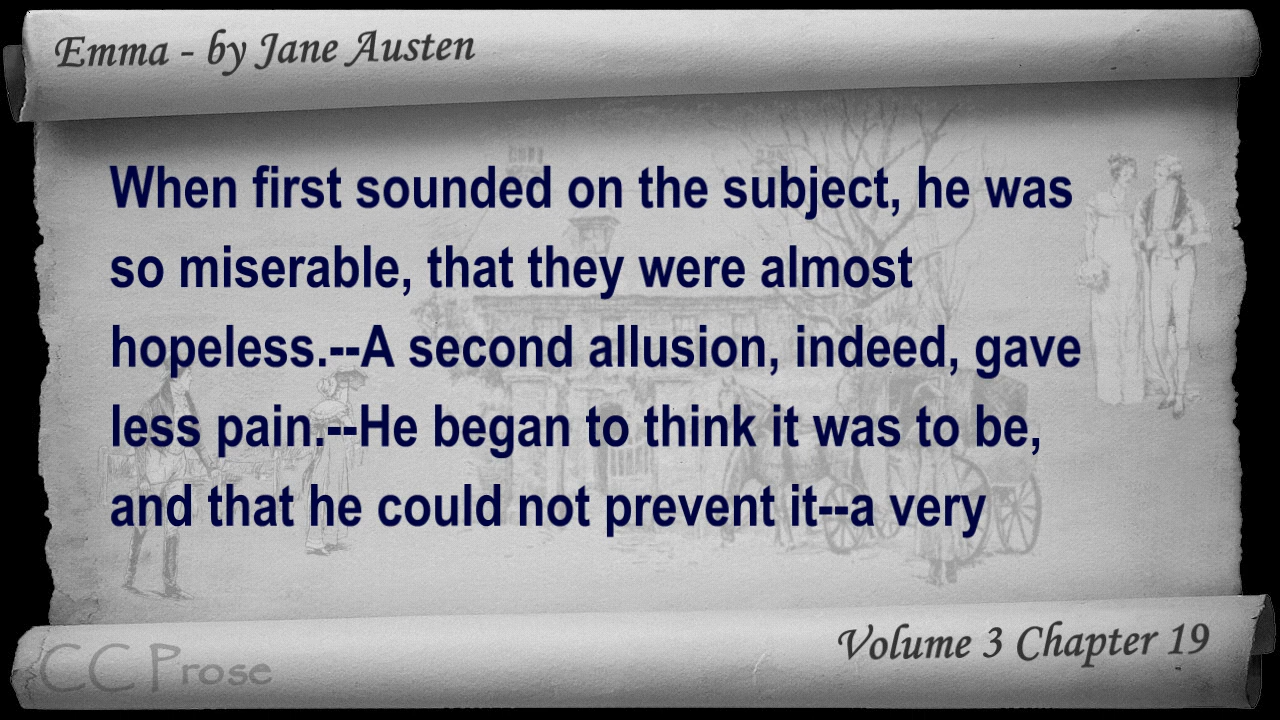 Emma - by Jane Austen
When first sounded on the subject, he was
so miserable, that they were almost
hopeless.--A second allusion, indeed, gave
less pain.--He began to think it was to be,
and that he could not prevent it--a very
Volume 3 Chapter 19
CC Prose